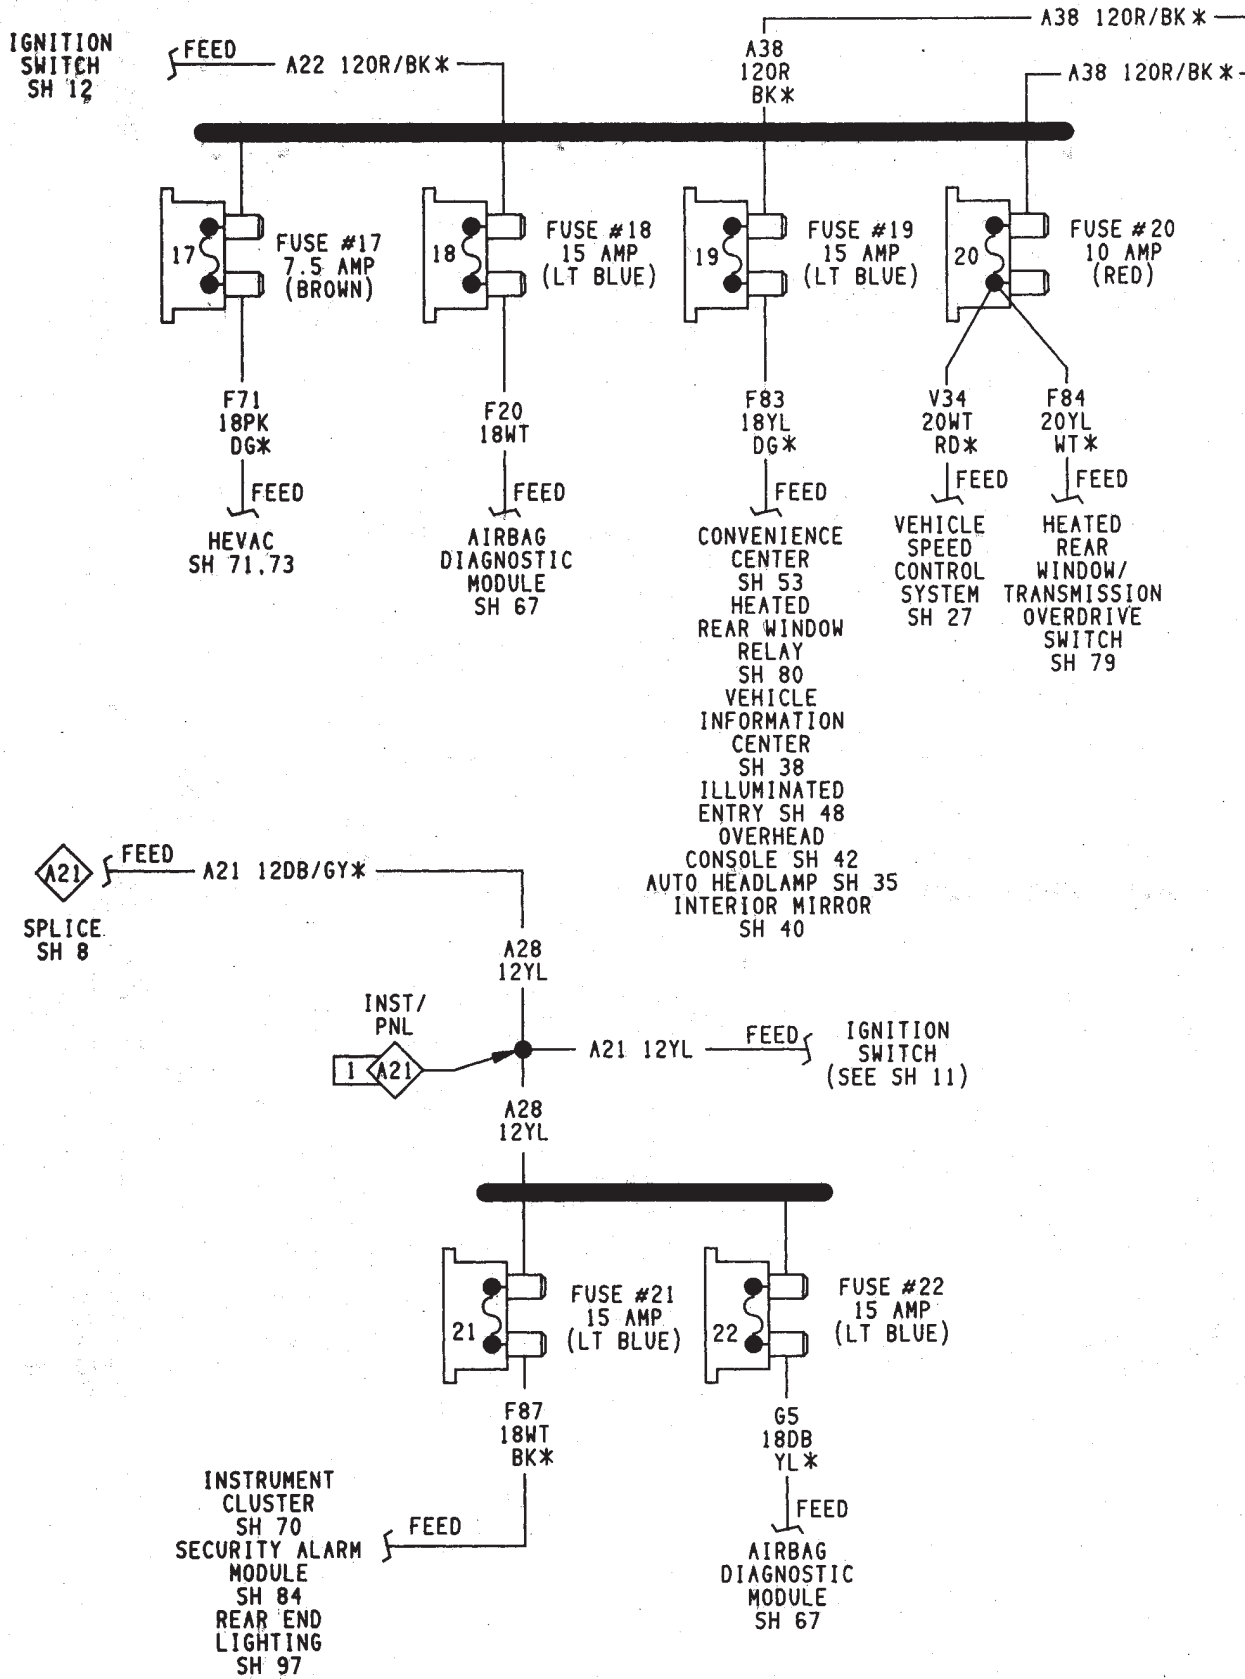 A38 12OR/BK*
IGNITION
SWITCH
SH 12
FEED
A22 12OR/BK*
A38
12OR
BK*
A38 12OR/BK*
17
FUSE #17
7.5 AMP
(BROWN)
18
FUSE #18
15 AMP
(LT BLUE)
19
FUSE #19
15 AMP
(LT BLUE)
20
FUSE #20
10 AMP
(RED)
F71
18PK
DG*
FEED
HEVAC
SH 71,73
F20
18WT
FEED
AIRBAG
DIAGNOSTIC
MODULE
SH 67
F83
18YL
DG*
FEED
CONVENIENCE
CENTER
SH 53
HEATED
REAR WINDOW
RELAY
SH 80
VEHICLE
INFORMATION
CENTER
SH 38
ILLUMINATED
ENTRY SH 48
OVERHEAD
CONSOLE SH 42
AUTO HEADLAMP SH 35
INTERIOR MIRROR
SH 40
V34
20WT
RD*
FEED
VEHICLE
SPEED
CONTROL
SYSTEM
SH 27
F84
20YL
WT*
FEED
HEATED
REAR
WINDOW/
TRANSMISSION
OVERDRIVE
SWITCH
SH 79
A21
FEED
A21 12DB/GY*
SPLICE
SH 8
A28
12YL
INST/
PNL
1 A21
A21 12YL
FEED
IGNITION
SWITCH
(SEE SH 11)
A28
12YL
21
FUSE #21
15 AMP
(LT BLUE)
22
FUSE #22
15 AMP
(LT BLUE)
F87
18WT
BK*
FEED
INSTRUMENT
CLUSTER
SH 70
SECURITY ALARM
MODULE
SH 84
REAR END
LIGHTING
SH 97
G5
18DB
YL*
FEED
AIRBAG
DIAGNOSTIC
MODULE
SH 67